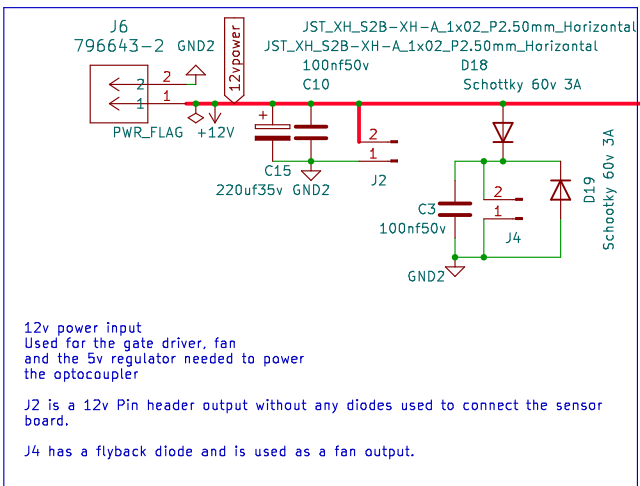 J6
796643-2
GND2
12vpower
JST_XH_S2B-XH-A_1x02_P2.50mm_Horizontal
JST_XH_S2B-XH-A_1x02_P2.50mm_Horizontal
100nf50v
C10
D18
Schottky 60v 3A
2
2
1
1
PWR_FLAG
+12V
+
C15
220uf35v
GND2
2
1
J2
C3
100nf50v
2
1
J4
D19
Schootky 60v 3A
GND2
12v power input
Used for the gate driver, fan
and the 5v regulator needed to power
the optocoupler
J2 is a 12v Pin header output without any diodes used to connect the sensor
board.
J4 has a flyback diode and is used as a fan output.